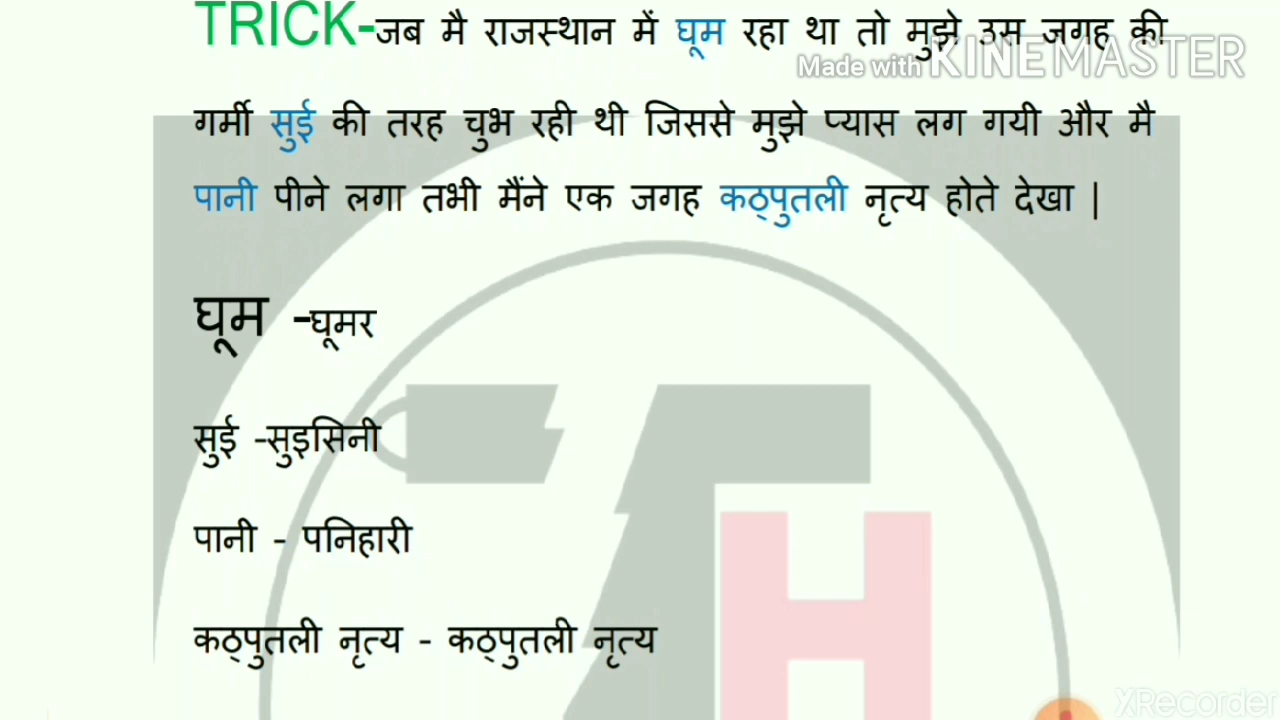 TRICK-जब मै राजस्थान में घूम रहा था तो मुझे उस जगह की
Made with KINEMASTER
गर्मी सुई की तरह चुभ रही थी जिससे मुझे प्यास लग गयी और मै
पानी पीने लगा तभी मैंने एक जगह कठ्पुतली नृत्य होते देखा |
घूम -घूमर
सुई -सुइसिनी
पानी - पनिहारी
कठ्पुतली नृत्य - कठ्पुतली नृत्य
H
XRecorder